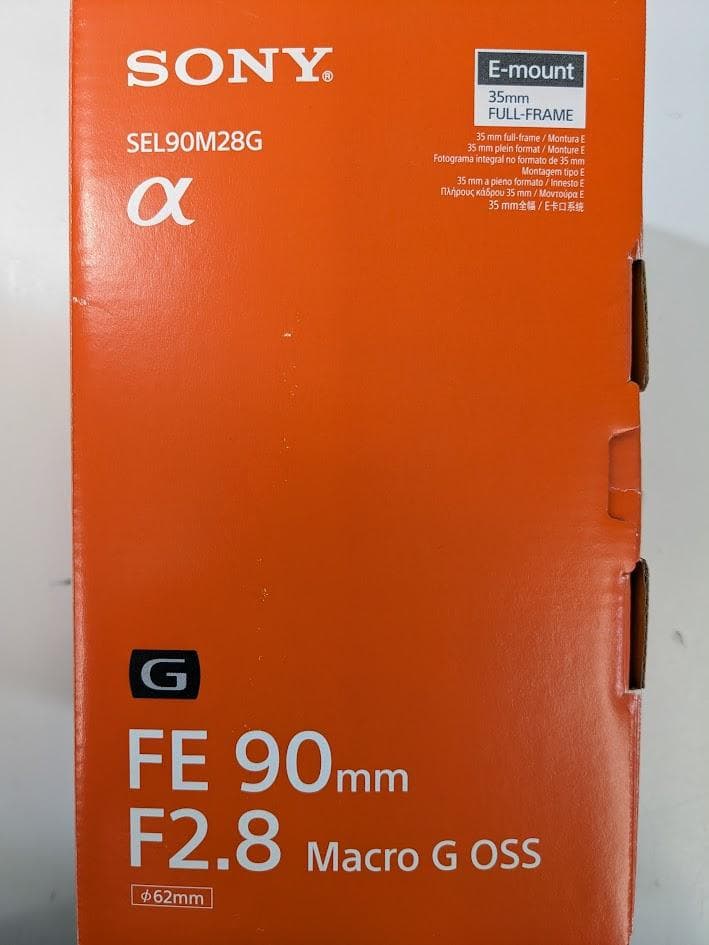 SONY®
SEL90M28G
α
E-mount
35mm
FULL-FRAME
35 mm full-frame / Montura E
35 mm plein format / Monture E
Fotograma integral no formato de 35 mm
Montagem tipo E
35 mm a pieno formato / Innesto E
Πλήρους κάδρου 35 mm / Μοντούρα E
35 mm全幅 / E卡口系统
G
FE 90mm
F2.8 Macro G OSS
ϕ62mm